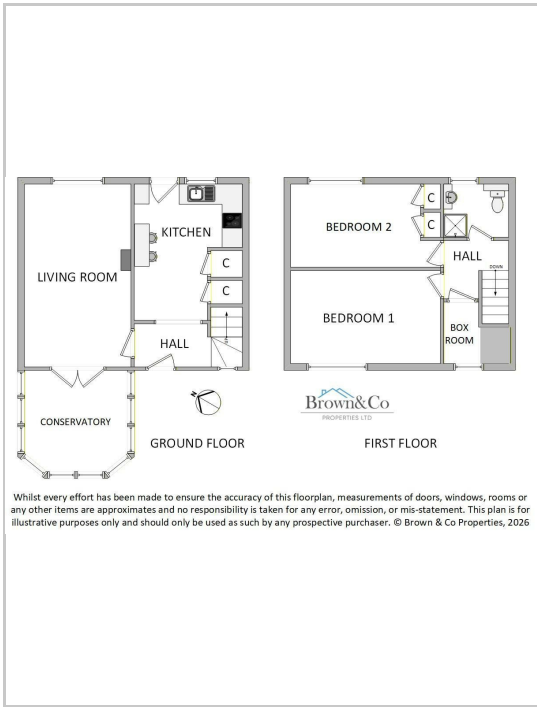 KITCHEN
C
LIVING ROOM
C
HALL
CONSERVATORY
GROUND FLOOR
C
BEDROOM 2
C
HALL
DOWN
BEDROOM 1
BOX
ROOM
N
Brown&Co
PROPERTIES LTD
FIRST FLOOR
Whilst every effort has been made to ensure the accuracy of this floorplan, measurements of doors, windows, rooms or
any other items are approximates and no responsibility is taken for any error, omission, or mis-statement. This plan is for
illustrative purposes only and should only be used as such by any prospective purchaser. © Brown & Co Properties, 2026